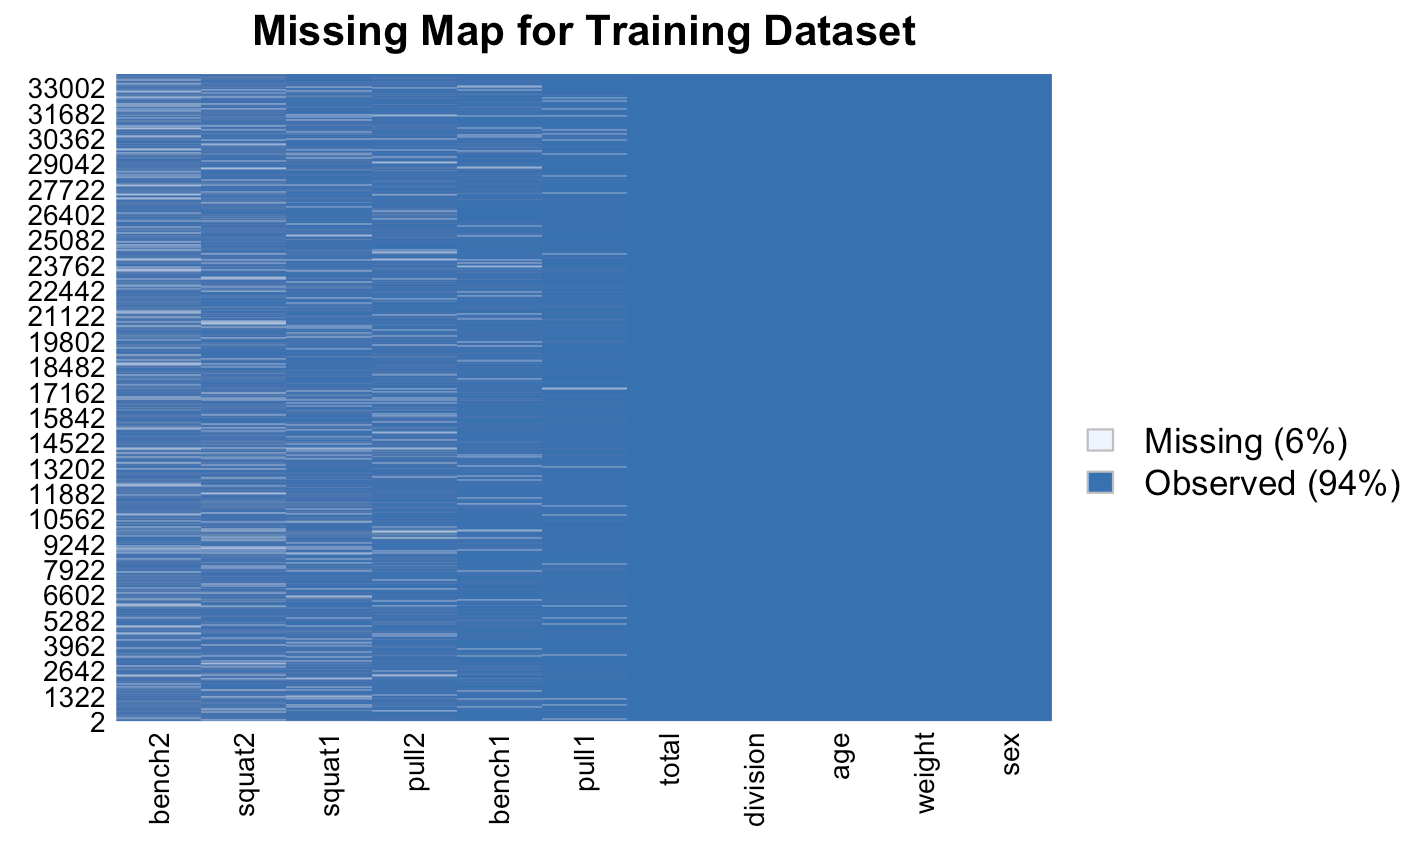 Missing Map for Training Dataset
33002
31682
30362
29042
27722
26402
25082
23762
22442
21122
19802
18482
17162
15842
14522
13202
11882
10562
9242
7922
6602
5282
3962
2642
1322
2
bench2
squat2
squat1
pull2
bench1
pull1
total
division
age
weight
sex
Missing (6%)
Observed (94%)